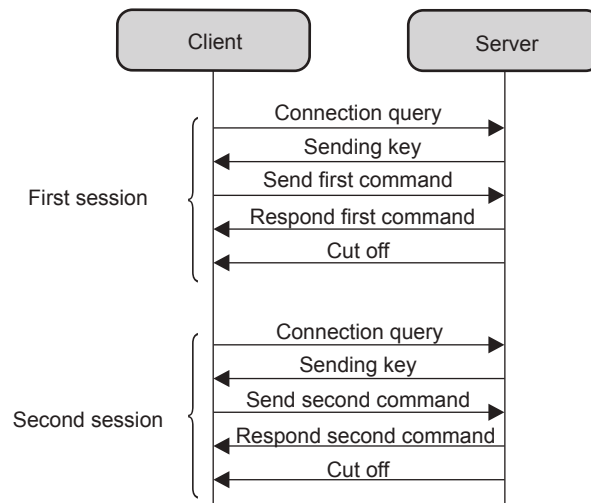 Client
Server
Connection query
Sending key
Send first command
First session
Respond first command
Cut off
Connection query
Sending key
Send second command
Second session
Respond second command
Cut off